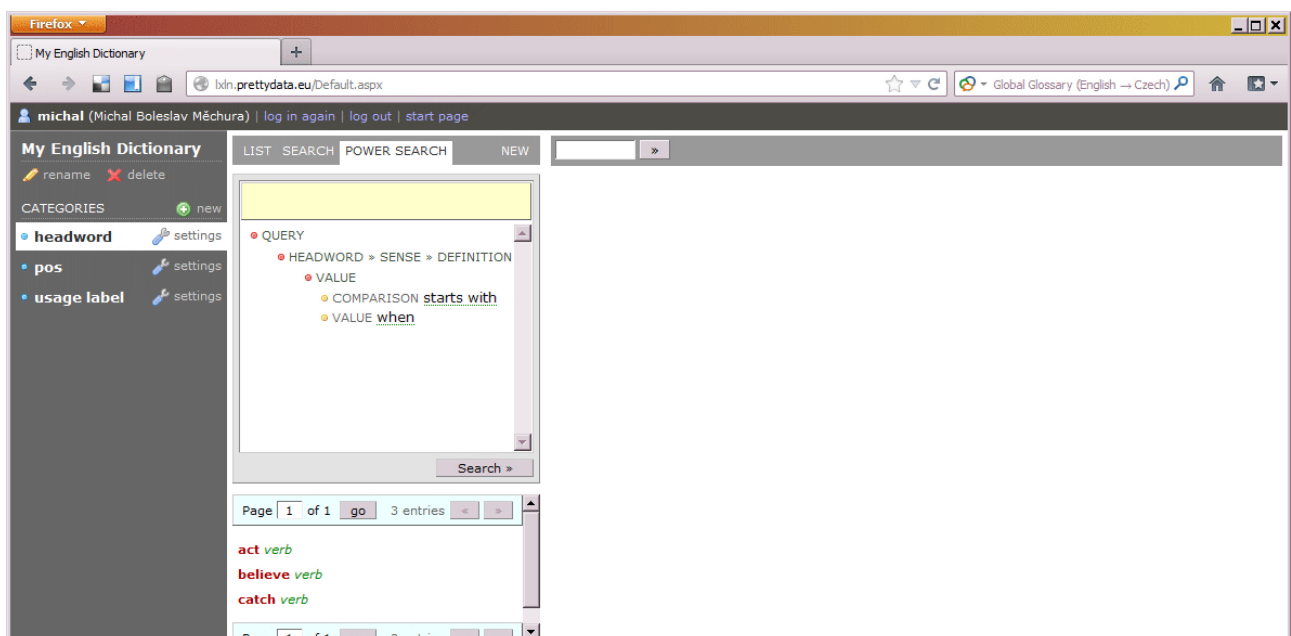 Firefox
My English Dictionary
+
lxln.prettydata.eu/Default.aspx
Global Glossary (English → Czech)
michal (Michal Boleslav Měchura) | log in again | log out | start page
My English Dictionary
rename delete
CATEGORIES new
headword settings
pos settings
usage label settings
LIST SEARCH POWER SEARCH NEW
»
QUERY
HEADWORD » SENSE » DEFINITION
VALUE
COMPARISON starts with
VALUE when
Search »
Page 1 of 1 go 3 entries « »
act verb
believe verb
catch verb